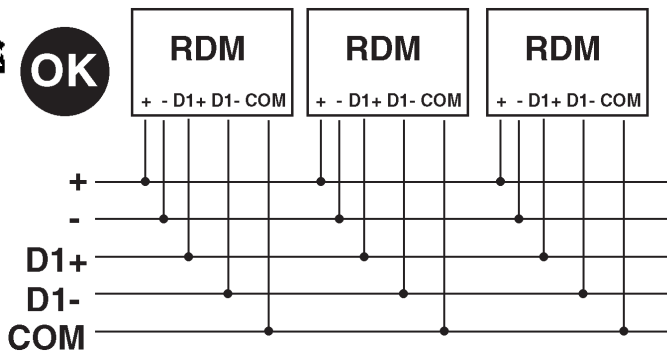 OK
RDM RDM RDM
+ - D1+ D1- COM + - D1+ D1- COM + - D1+ D1- COM
+
-
D1+
D1-
COM